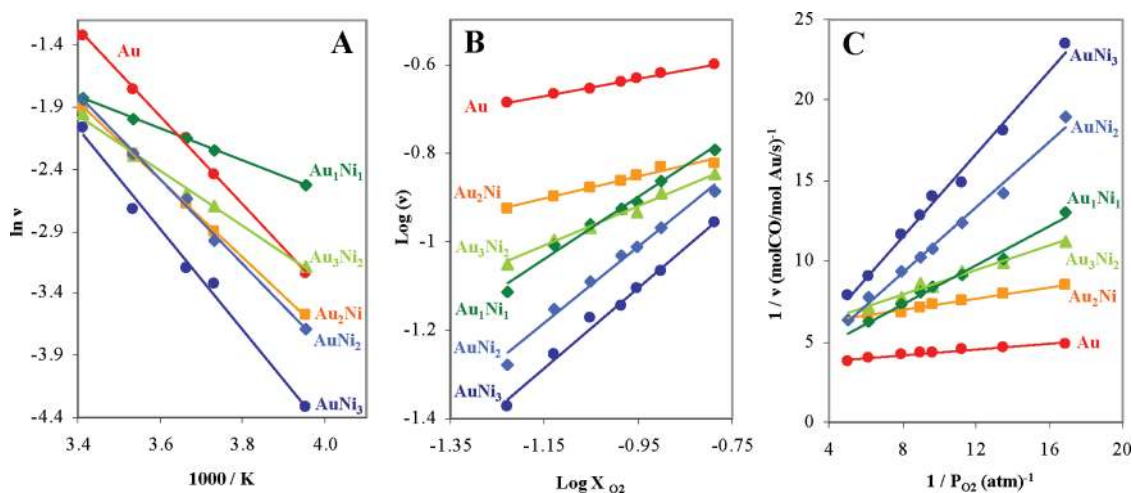 A
-1.4
-1.9
-2.4
-2.9
-3.4
-3.9
-4.4
ln ν
Au
Au₁Ni₁
Au₃Ni₂
Au₂Ni
AuNi₂
AuNi₃
3.4 3.6 3.8 4.0
1000 / K
B
-0.6
-0.8
-1
-1.2
-1.4
Log (ν)
Au
Au₂Ni
Au₃Ni₂
Au₁Ni₁
AuNi₂
AuNi₃
-1.35 -1.15 -0.95 -0.75
Log X O2
C
25
20
15
10
5
0
1 / ν (molCO/mol Au/s)⁻¹
AuNi₃
AuNi₂
Au₁Ni₁
Au₃Ni₂
Au₂Ni
Au
4 8 12 16 20
1 / P O2 (atm)⁻¹